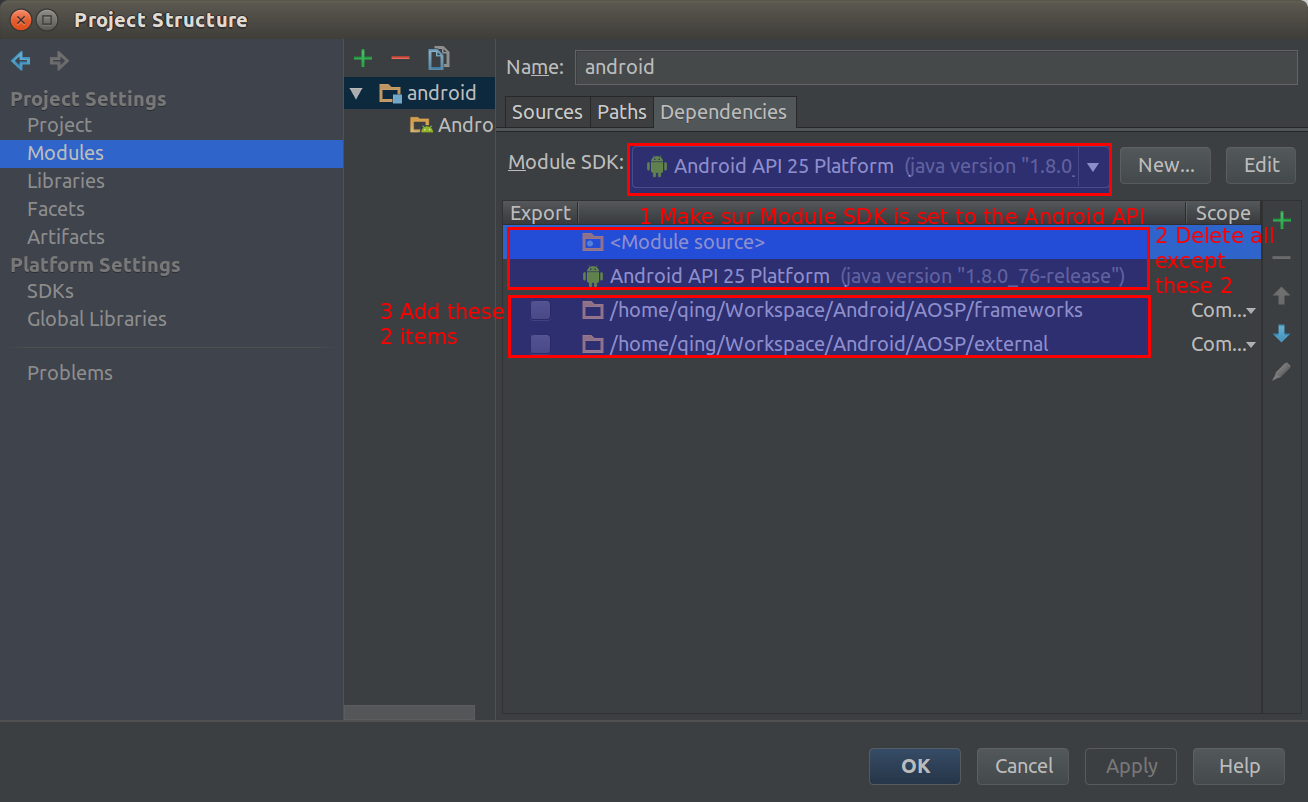 Project Structure
Project Settings
Project
Modules
Libraries
Facets
Artifacts
Platform Settings
SDKs
Global Libraries
Problems
android
Andro
Name: android
Sources Paths Dependencies
Module SDK: Android API 25 Platform (java version "1.8.0_ New... Edit
Export Scope
1 Make sur Module SDK is set to the Android API
<Module source>
Android API 25 Platform (java version "1.8.0_76-release")
2 Delete all
except
these 2
3 Add these
2 items
/home/qing/Workspace/Android/AOSP/frameworks Com...
/home/qing/Workspace/Android/AOSP/external Com...
OK Cancel Apply Help